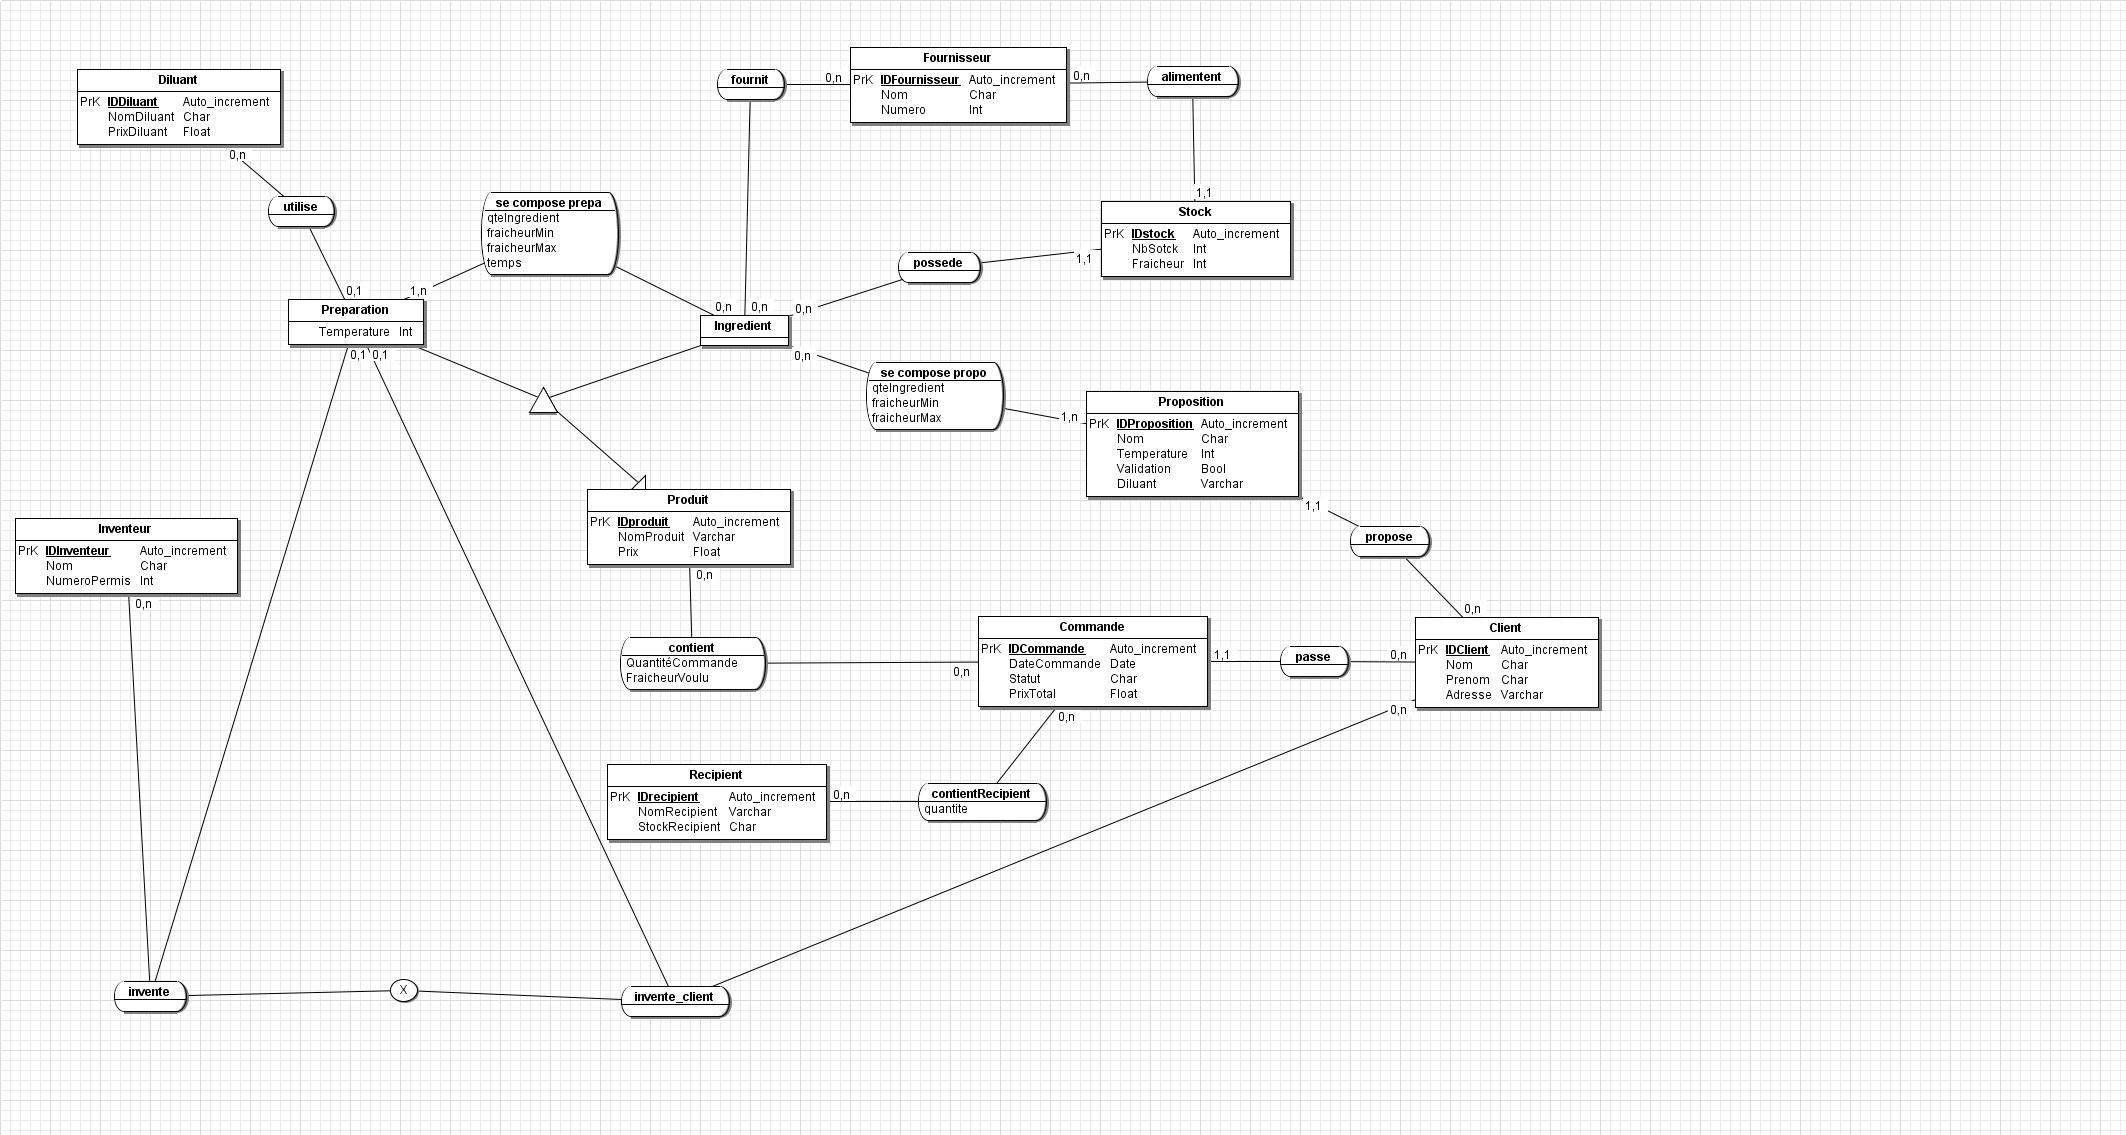 Diluant
PrK IDDiluant Auto_increment
NomDiluant Char
PrixDiluant Float
0,n
utilise
0,1
fournit
0,n
0,n
Fournisseur
PrK IDFournisseur Auto_increment
Nom Char
Numero Int
0,n
alimentent
1,1
se compose prepa
qteIngredient
fraicheurMin
fraicheurMax
temps
1,n
0,n
Stock
PrK IDstock Auto_increment
NbSotck Int
Fraicheur Int
possede
1,1
0,n
Preparation
Temperature Int
0,1
0,1
Ingredient
0,n
se compose propo
qteIngredient
fraicheurMin
fraicheurMax
1,n
Proposition
PrK IDProposition Auto_increment
Nom Char
Temperature Int
Validation Bool
Diluant Varchar
1,1
propose
0,n
Produit
PrK IDproduit Auto_increment
NomProduit Varchar
Prix Float
0,n
Inventeur
PrK IDInventeur Auto_increment
Nom Char
NumeroPermis Int
0,n
contient
QuantitéCommande
FraicheurVoulu
0,n
Commande
PrK IDCommande Auto_increment
DateCommande Date
Statut Char
PrixTotal Float
1,1
passe
0,n
Client
PrK IDClient Auto_increment
Nom Char
Prenom Char
Adresse Varchar
0,n
0,n
Recipient
PrK IDrecipient Auto_increment
NomRecipient Varchar
StockRecipient Char
0,n
contientRecipient
quantite
invente
X
invente_client